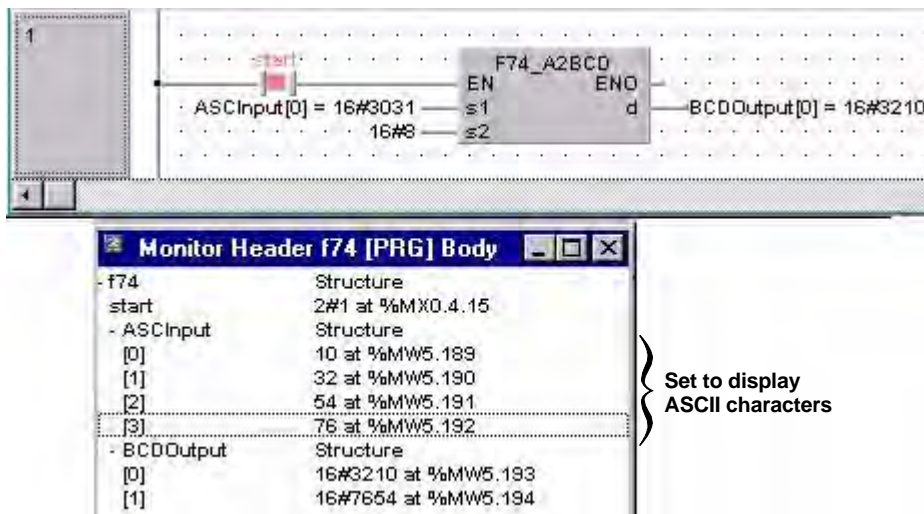 1
start
F74_A2BCD
EN ENO
ASCInput[0] = 16#3031 s1 d BCDOutput[0] = 16#3210
16#8 s2
Monitor Header f74 [PRG] Body
- f74 Structure
start 2#1 at %MX0.4.15
- ASCInput Structure
[0] 10 at %MW5.189
[1] 32 at %MW5.190
[2] 54 at %MW5.191
[3] 76 at %MW5.192
- BCDOutput Structure
[0] 16#3210 at %MW5.193
[1] 16#7654 at %MW5.194
Set to display
ASCII characters